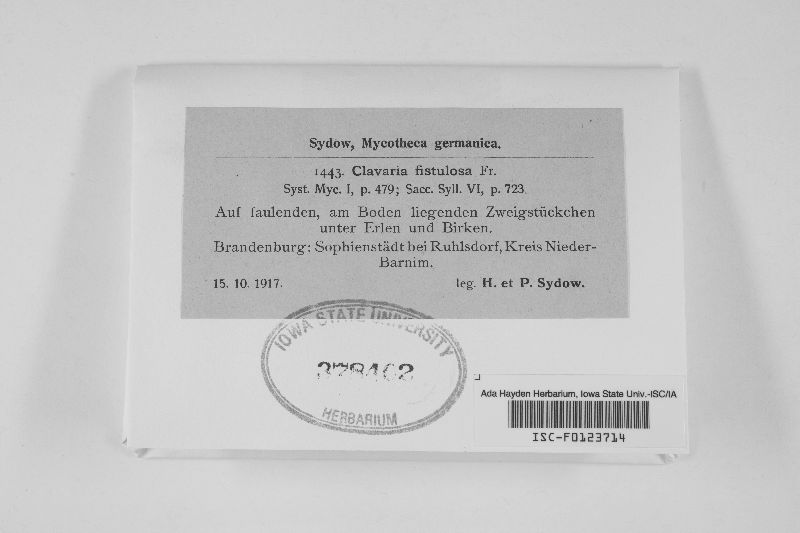 Sydow, Mycotheca germanica.
1443. Clavaria fistulosa Fr.
Syst. Myc. I, p. 479; Sacc. Syll. VI, p. 723.
Auf faulenden, am Boden liegenden Zweigstückchen
unter Erlen und Birken.
Brandenburg: Sophienstädt bei Ruhlsdorf, Kreis Nieder-
Barnim.
15. 10. 1917. leg. H. et P. Sydow.
IOWA STATE UNIVERSITY
378462
HERBARIUM
Ada Hayden Herbarium, Iowa State Univ.-ISC/IA
ISC-F0123714